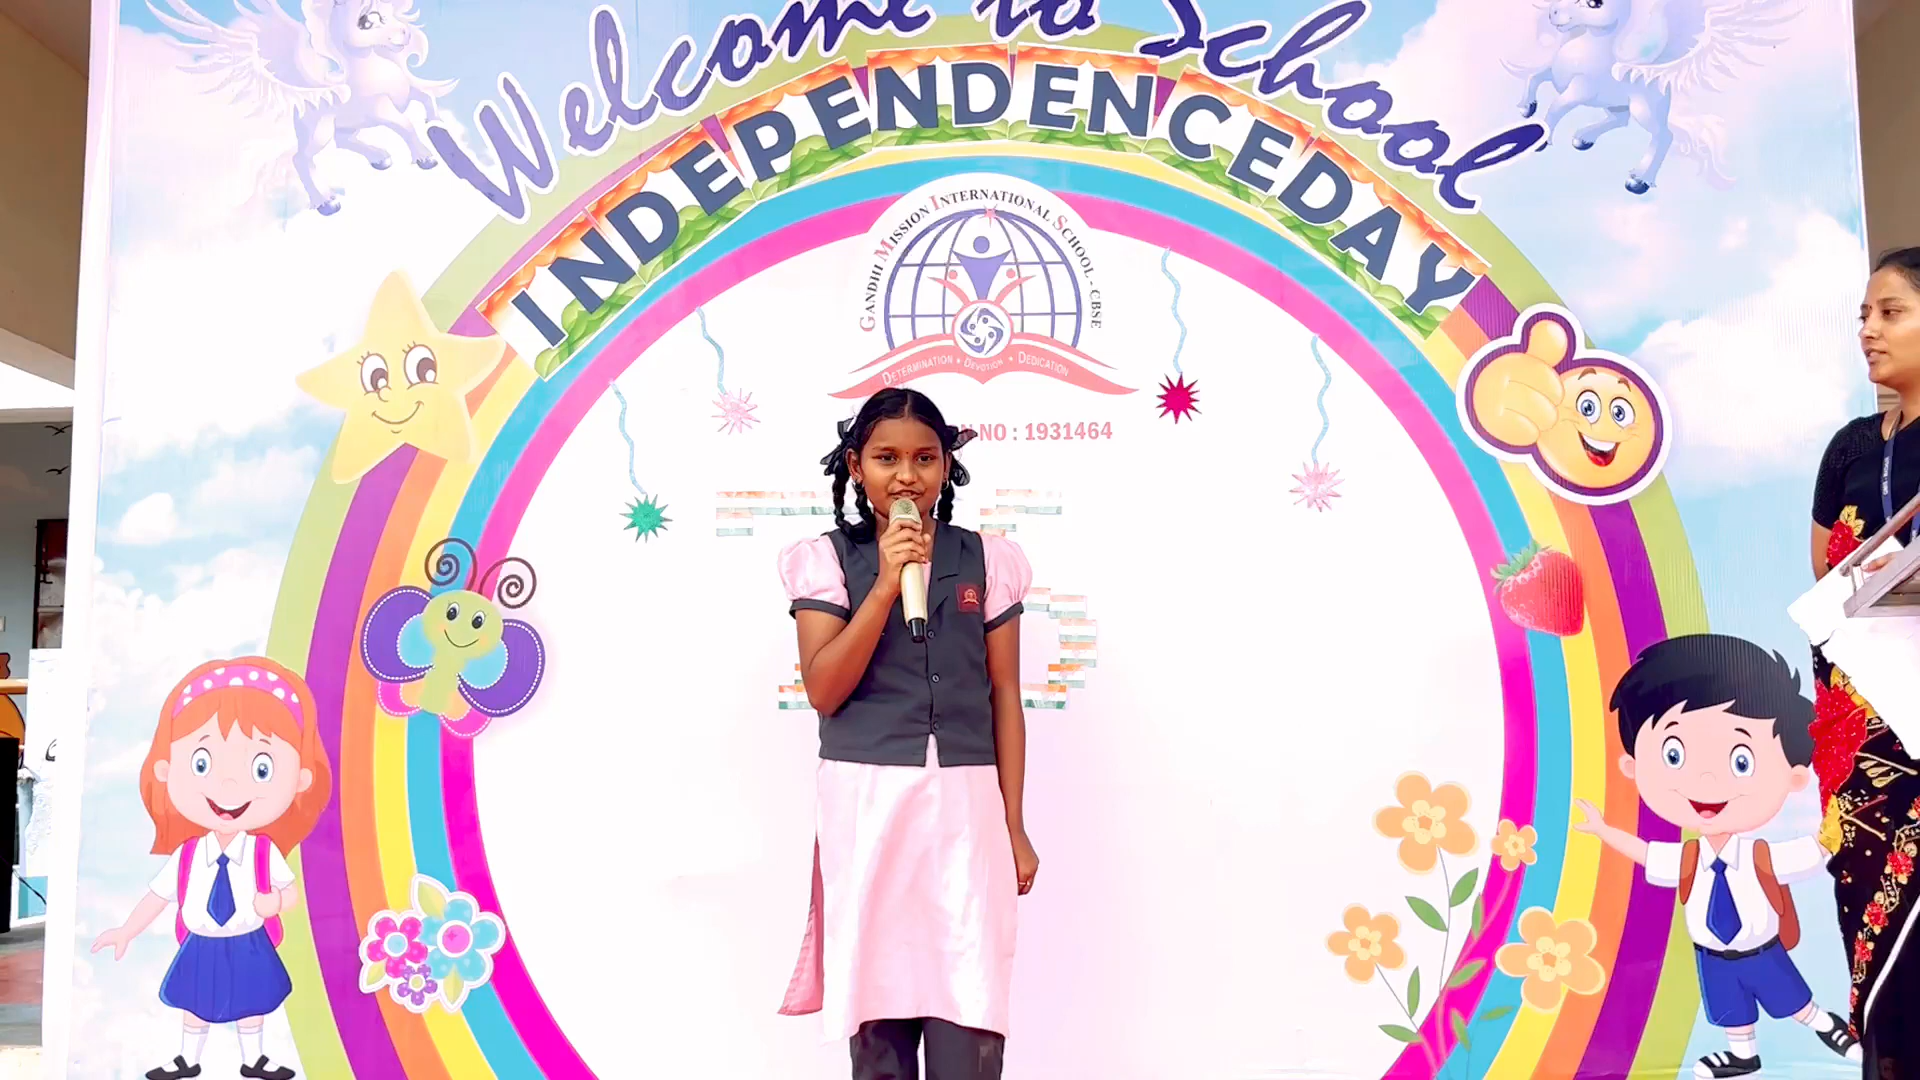 Welcome to School
INDEPENDENCEDAY
GANDHI MISSION INTERNATIONAL SCHOOL - CBSE
DETERMINATION • DEVOTION • DEDICATION
NO : 1931464